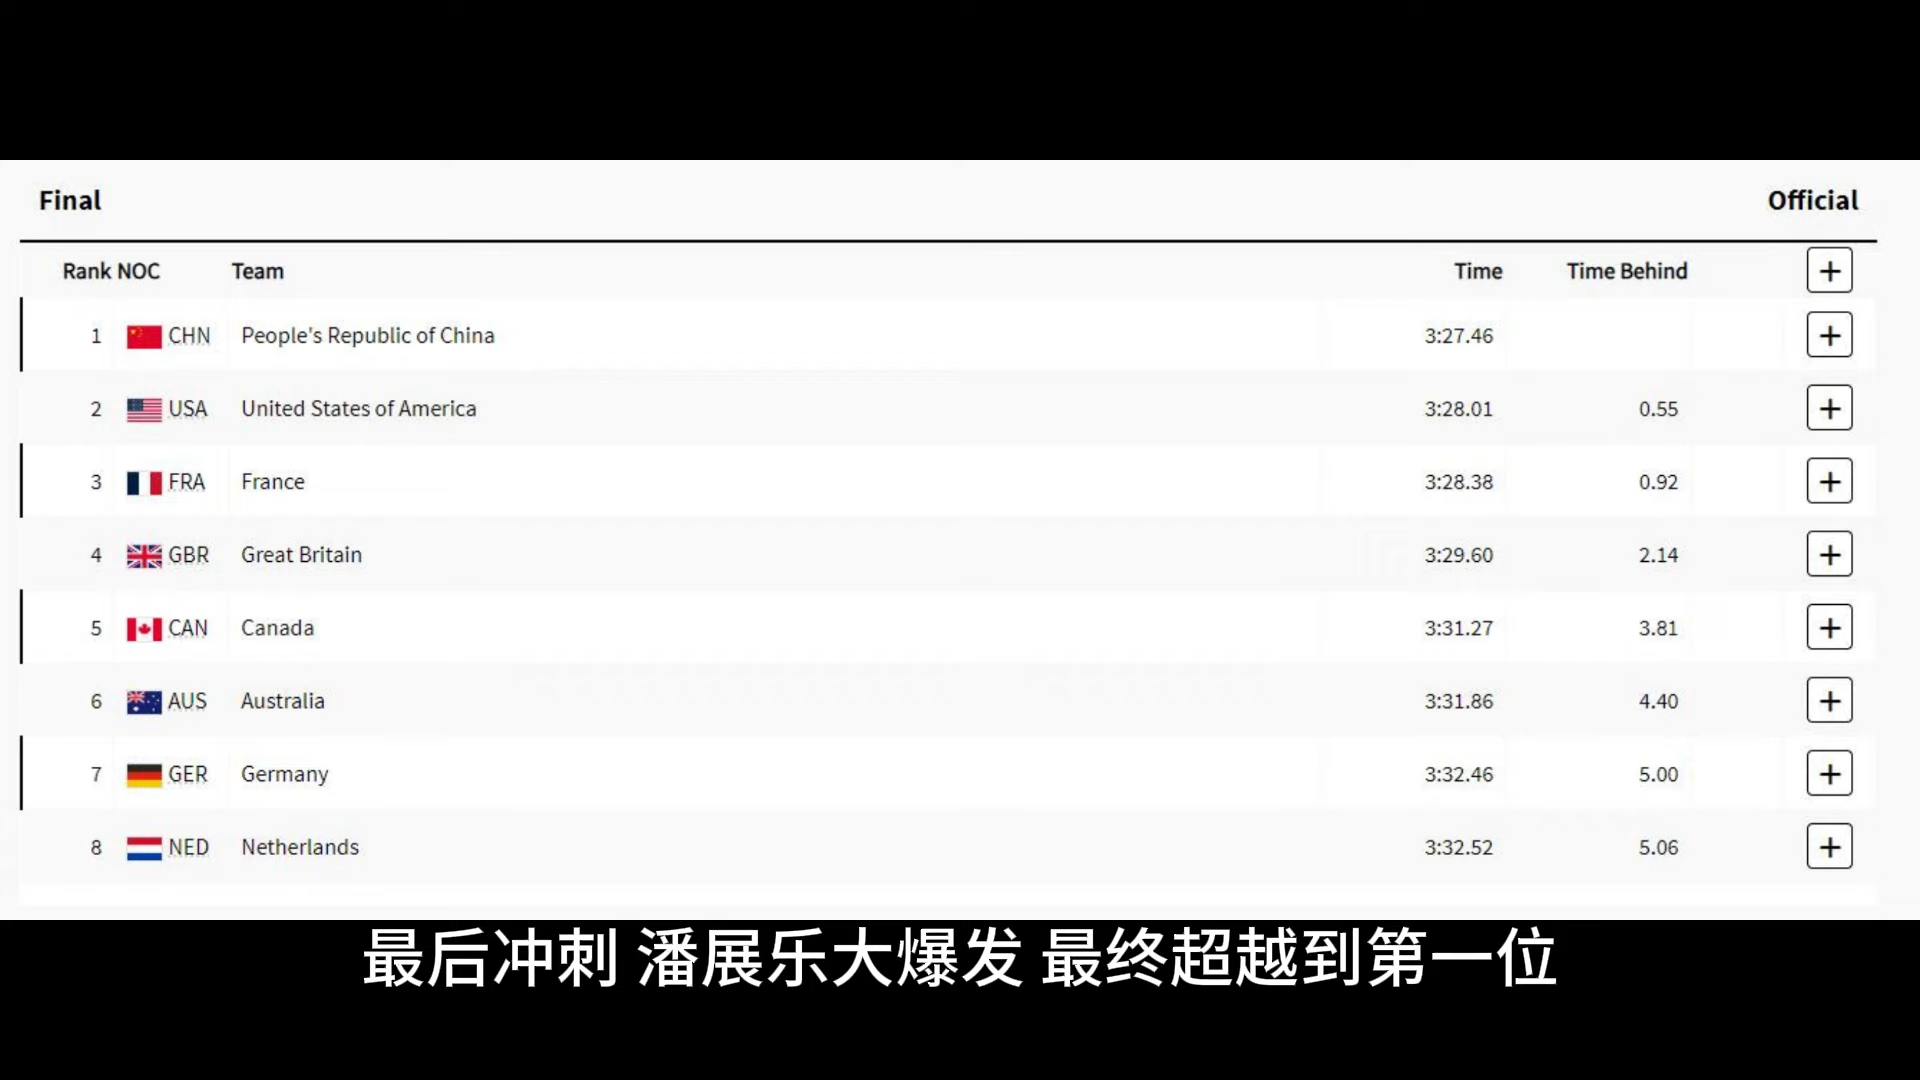 Final Official
Rank NOC Team Time Time Behind
1 CHN People's Republic of China 3:27.46
2 USA United States of America 3:28.01 0.55
3 FRA France 3:28.38 0.92
4 GBR Great Britain 3:29.60 2.14
5 CAN Canada 3:31.27 3.81
6 AUS Australia 3:31.86 4.40
7 GER Germany 3:32.46 5.00
8 NED Netherlands 3:32.52 5.06
最后冲刺 潘展乐大爆发 最终超越到第一位